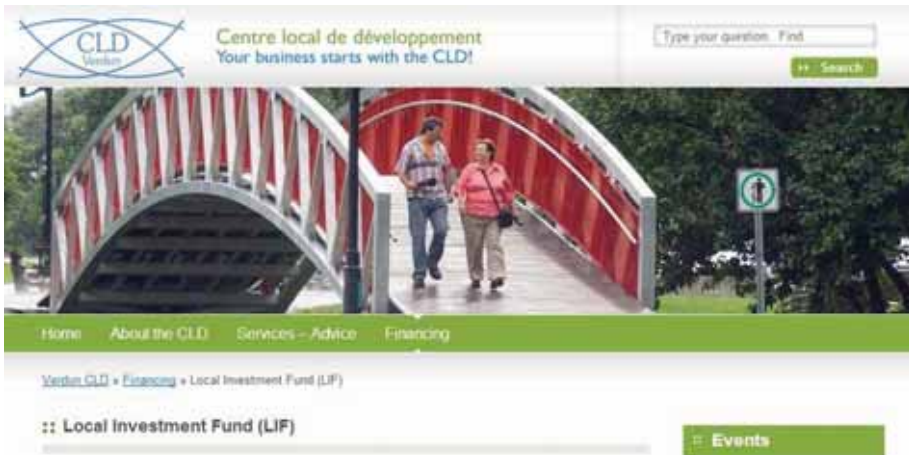 CLD
Verdun
Centre local de développement
Your business starts with the CLD!
Type your question. Find
Search
Home About the CLD Services – Advice Financing
Verdun CLD » Financing » Local Investment Fund (LIF)
Local Investment Fund (LIF)
Events